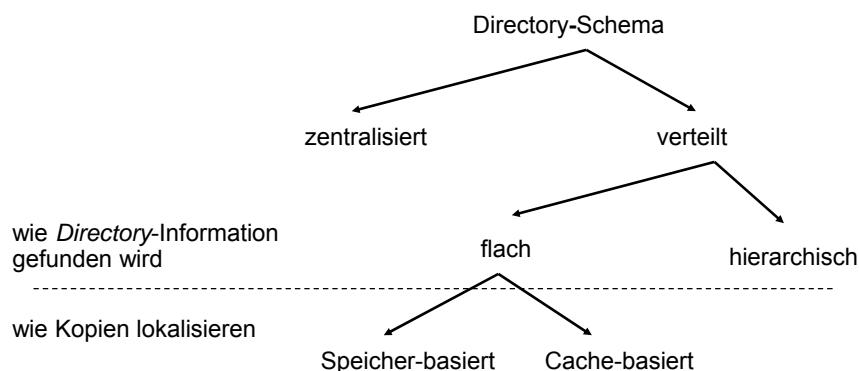 Directory-Schema
zentralisiert
verteilt
wie Directory-Information
gefunden wird
flach
hierarchisch
wie Kopien lokalisieren
Speicher-basiert
Cache-basiert